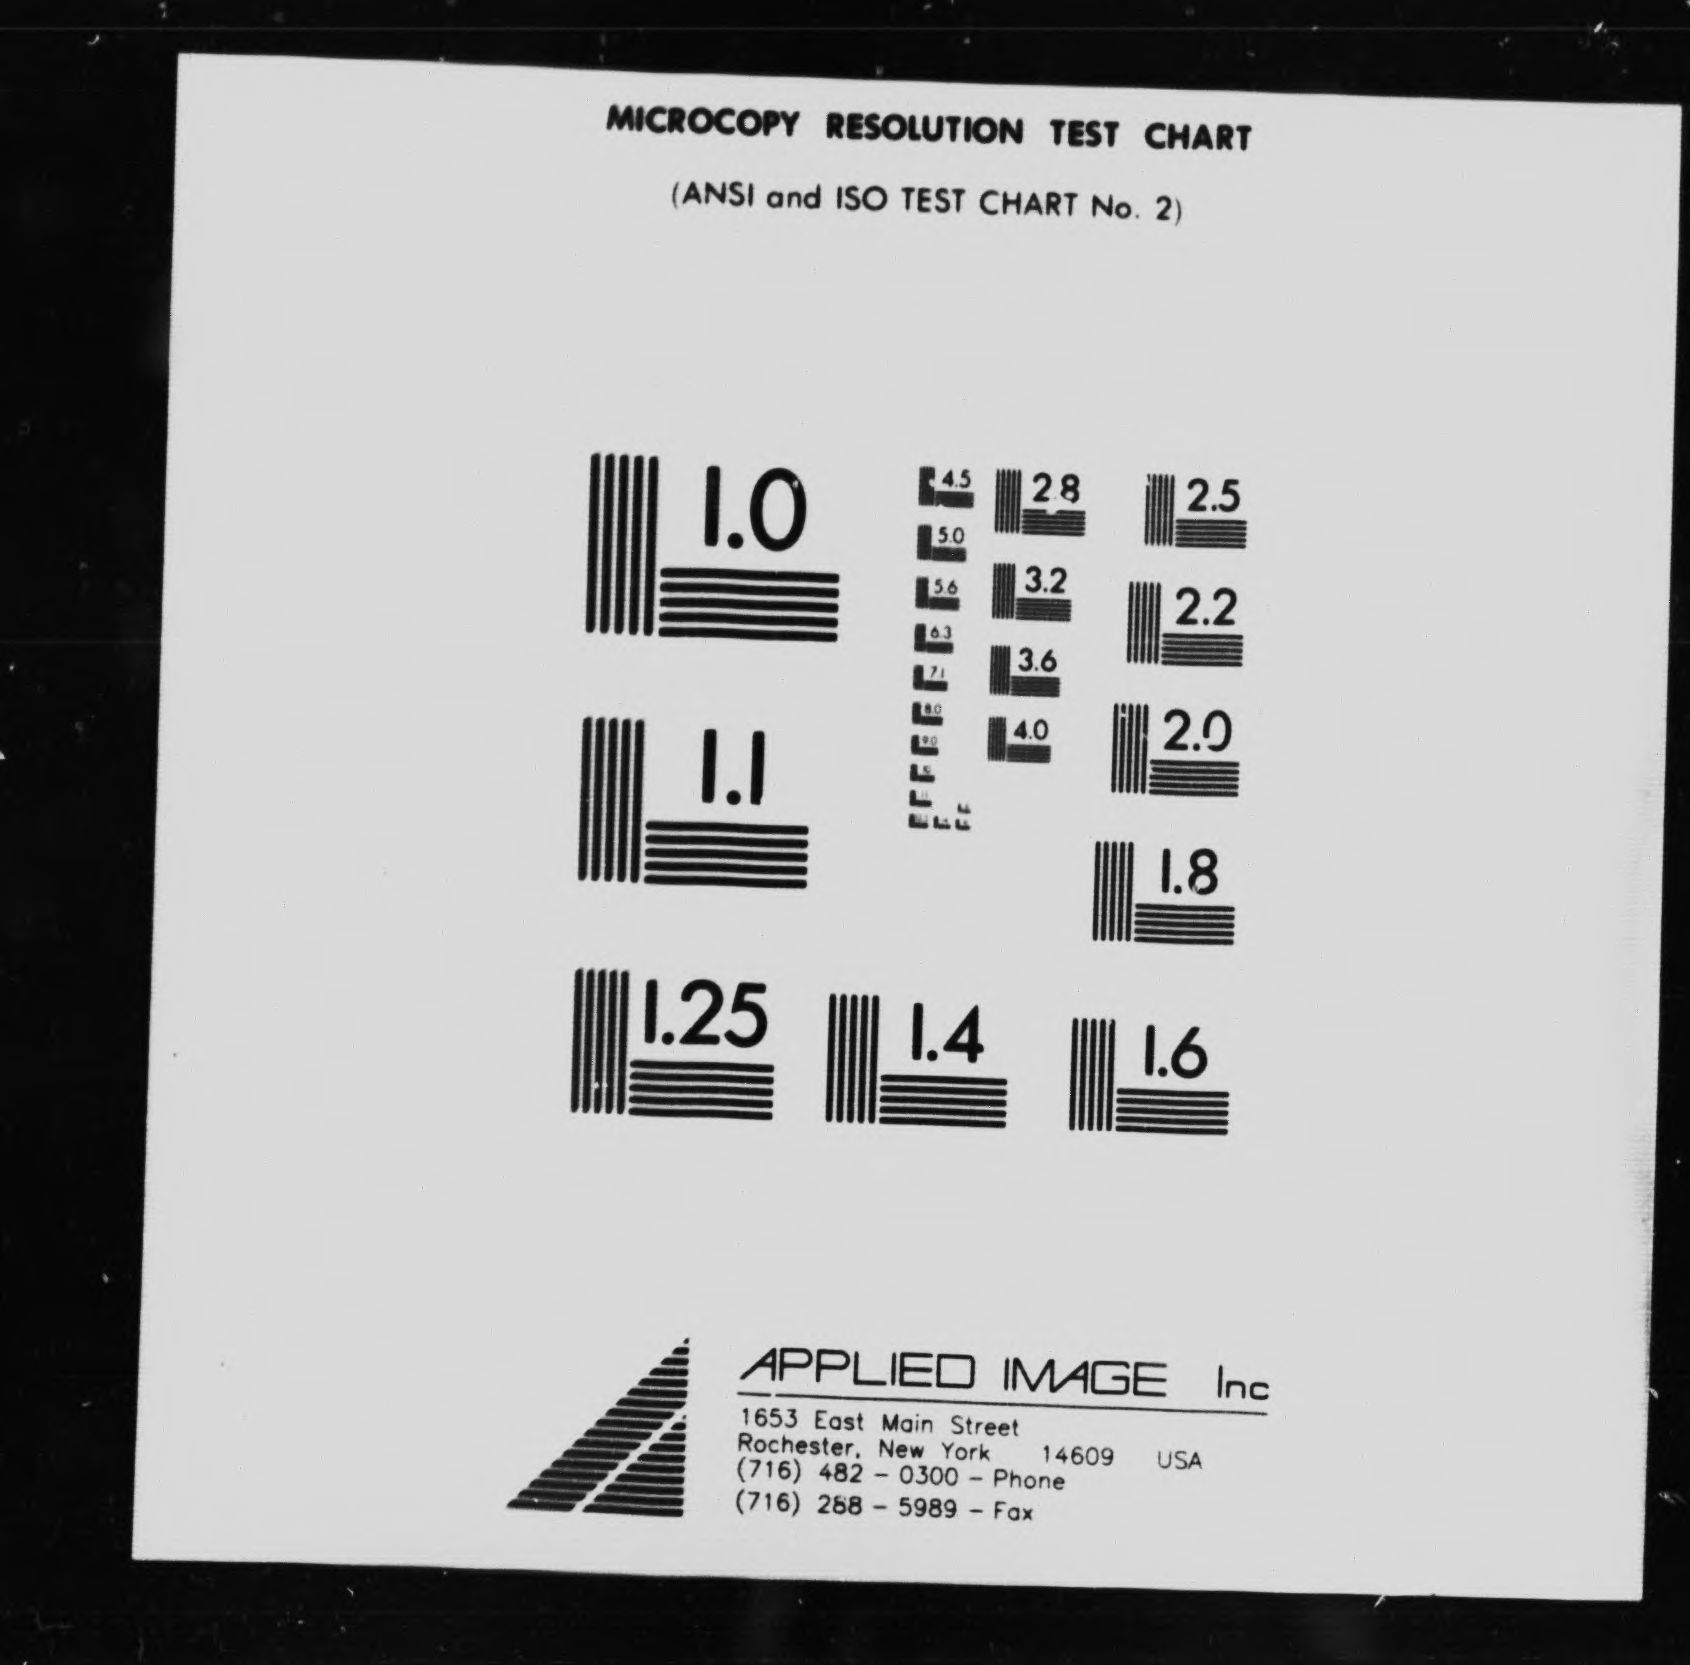 MICROCOPY RESOLUTION TEST CHART
(ANSI and ISO TEST CHART No. 2)
1.0
1.1
1.25
1.4
1.6
1.8
2.0
2.2
2.5
2.8
3.2
3.6
4.0
4.5
5.0
5.6
6.3
7.1
8.0
9.0
APPLIED IMAGE Inc
1653 East Main Street
Rochester, New York 14609 USA
(716) 482 - 0300 - Phone
(716) 288 - 5989 - Fax